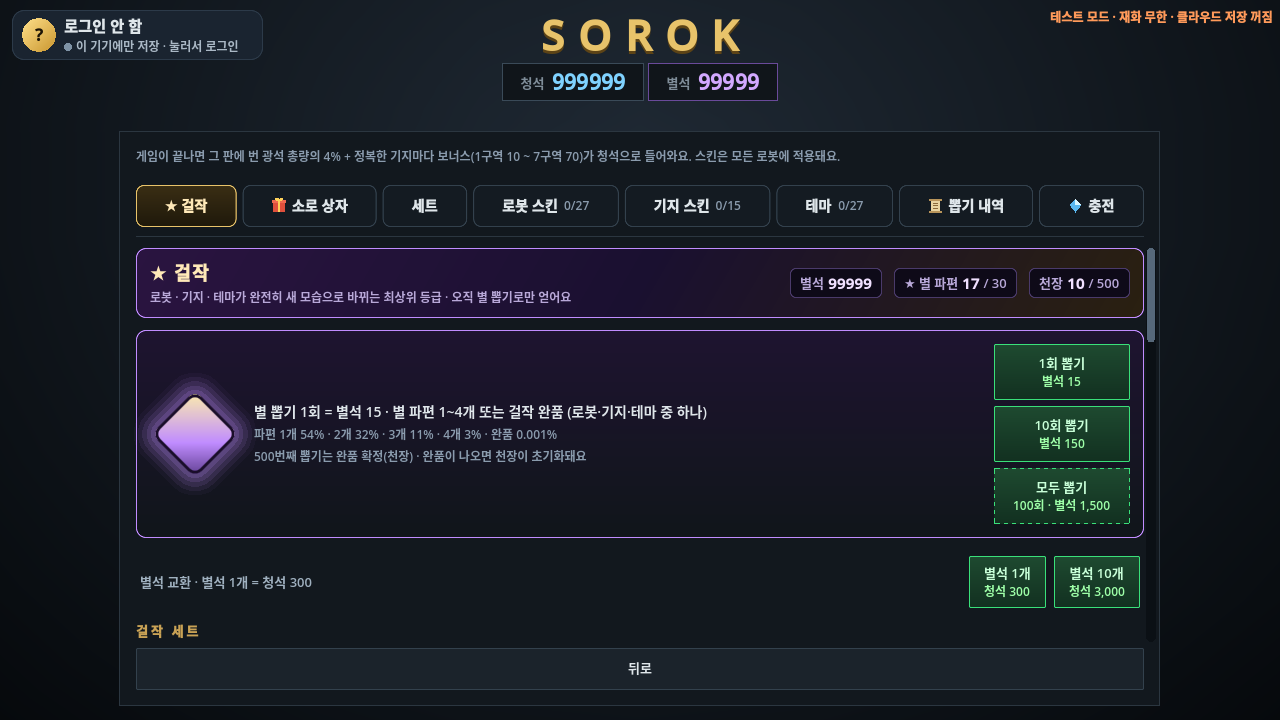 ?
로그인 안 함
이 기기에만 저장 · 눌러서 로그인
SOROK
테스트 모드 · 재화 무한 · 클라우드 저장 꺼짐
청석 999999
별석 99999
게임이 끝나면 그 판에 번 광석 총량의 4% + 정복한 기지마다 보너스(1구역 10 ~ 7구역 70)가 청석으로 들어와요. 스킨은 모든 로봇에 적용돼요.
★ 걸작
소로 상자
세트
로봇 스킨 0/27
기지 스킨 0/15
테마 0/27
뽑기 내역
충전
★ 걸작
로봇 · 기지 · 테마가 완전히 새 모습으로 바뀌는 최상위 등급 · 오직 별 뽑기로만 얻어요
별석 99999
★ 별 파편 17 / 30
천장 10 / 500
별 뽑기 1회 = 별석 15 · 별 파편 1~4개 또는 걸작 완품 (로봇·기지·테마 중 하나)
파편 1개 54% · 2개 32% · 3개 11% · 4개 3% · 완품 0.001%
500번째 뽑기는 완품 확정(천장) · 완품이 나오면 천장이 초기화돼요
1회 뽑기
별석 15
10회 뽑기
별석 150
모두 뽑기
100회 · 별석 1,500
별석 교환 · 별석 1개 = 청석 300
별석 1개
청석 300
별석 10개
청석 3,000
걸작 세트
뒤로